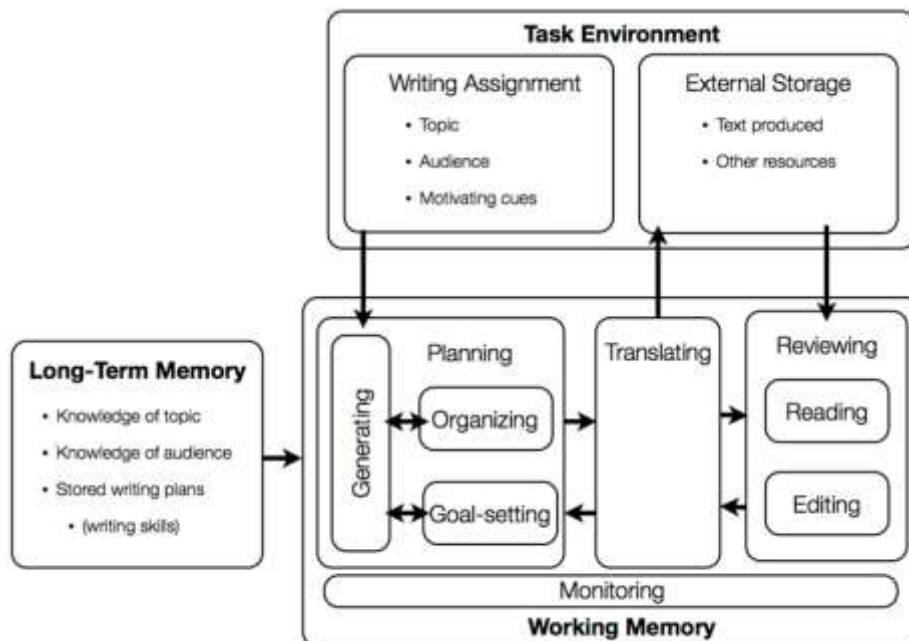 Task Environment
Writing Assignment
• Topic
• Audience
• Motivating cues
External Storage
• Text produced
• Other resources
Long-Term Memory
• Knowledge of topic
• Knowledge of audience
• Stored writing plans
• (writing skills)
Planning
Generating
Organizing
Goal-setting
Translating
Reviewing
Reading
Editing
Monitoring
Working Memory